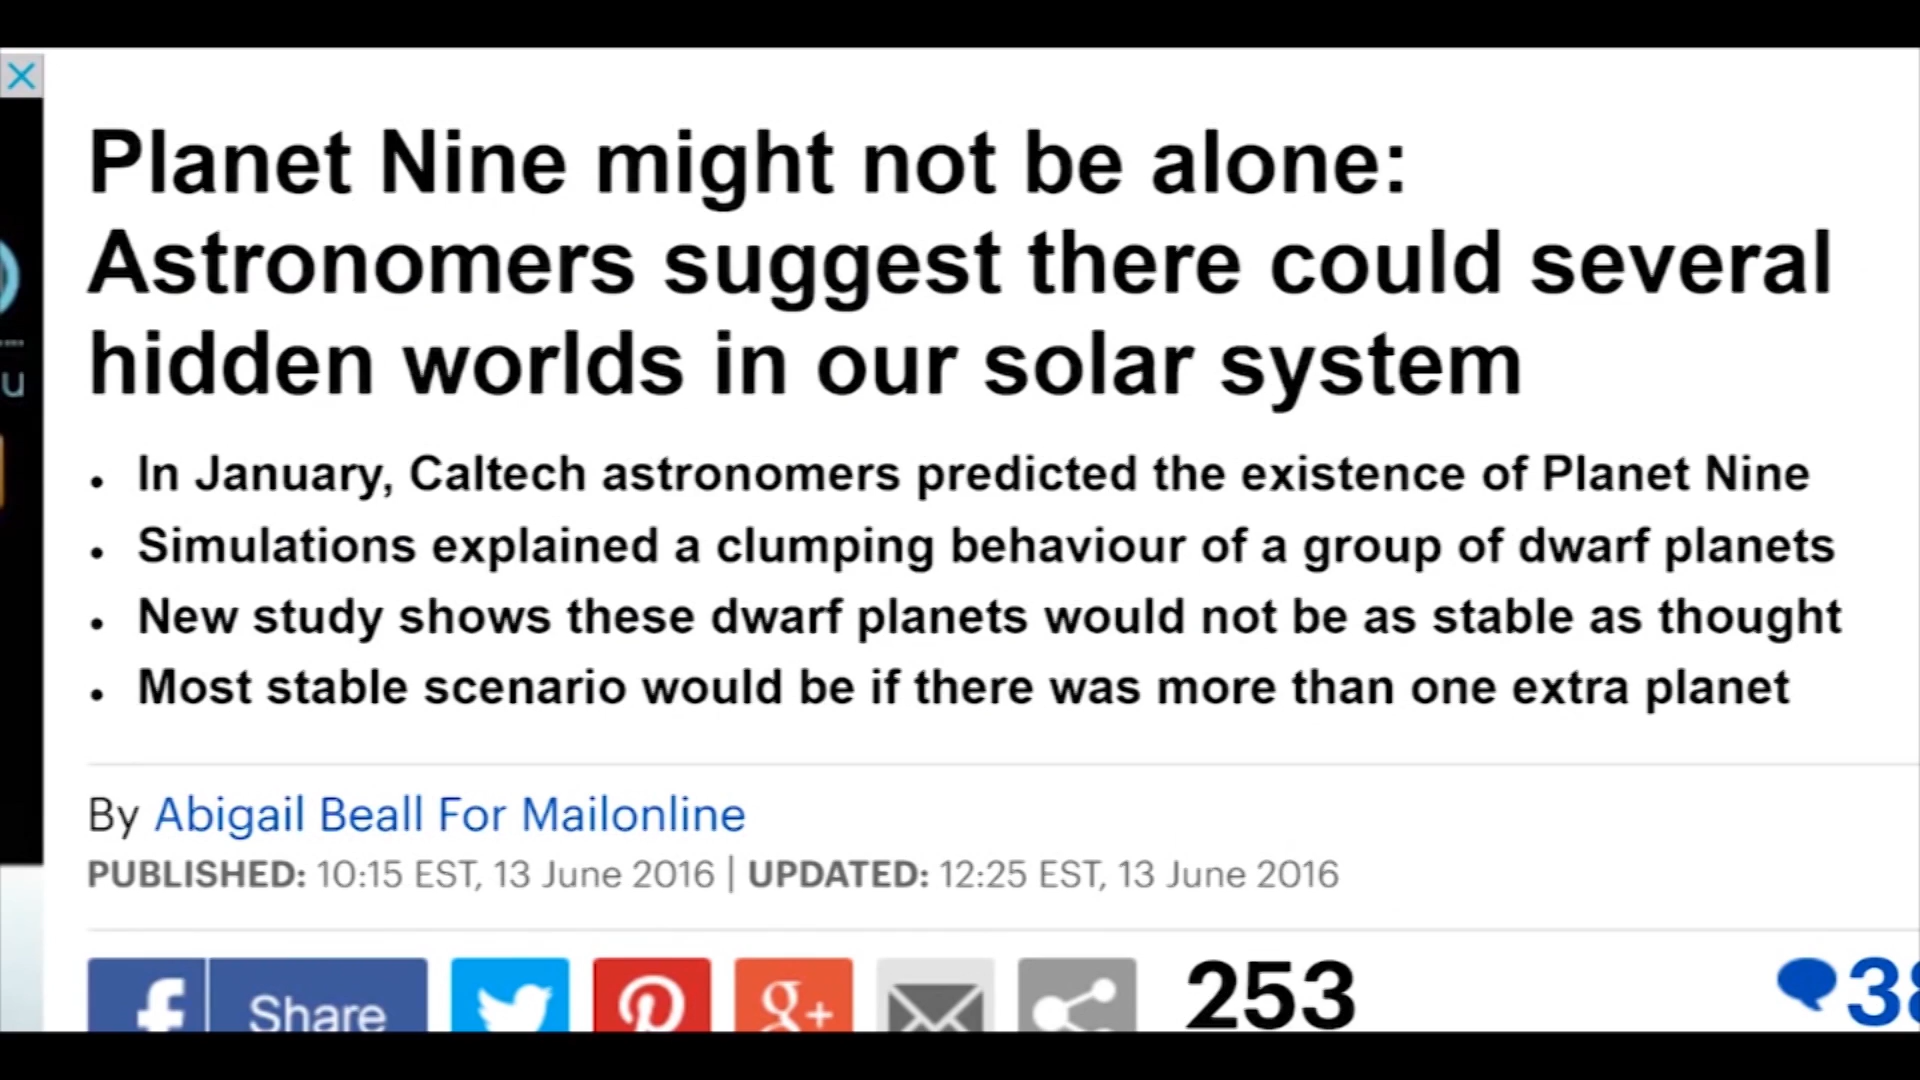 Planet Nine might not be alone:
Astronomers suggest there could several
hidden worlds in our solar system
• In January, Caltech astronomers predicted the existence of Planet Nine
• Simulations explained a clumping behaviour of a group of dwarf planets
• New study shows these dwarf planets would not be as stable as thought
• Most stable scenario would be if there was more than one extra planet
By Abigail Beall For Mailonline
PUBLISHED: 10:15 EST, 13 June 2016 | UPDATED: 12:25 EST, 13 June 2016
Share 253